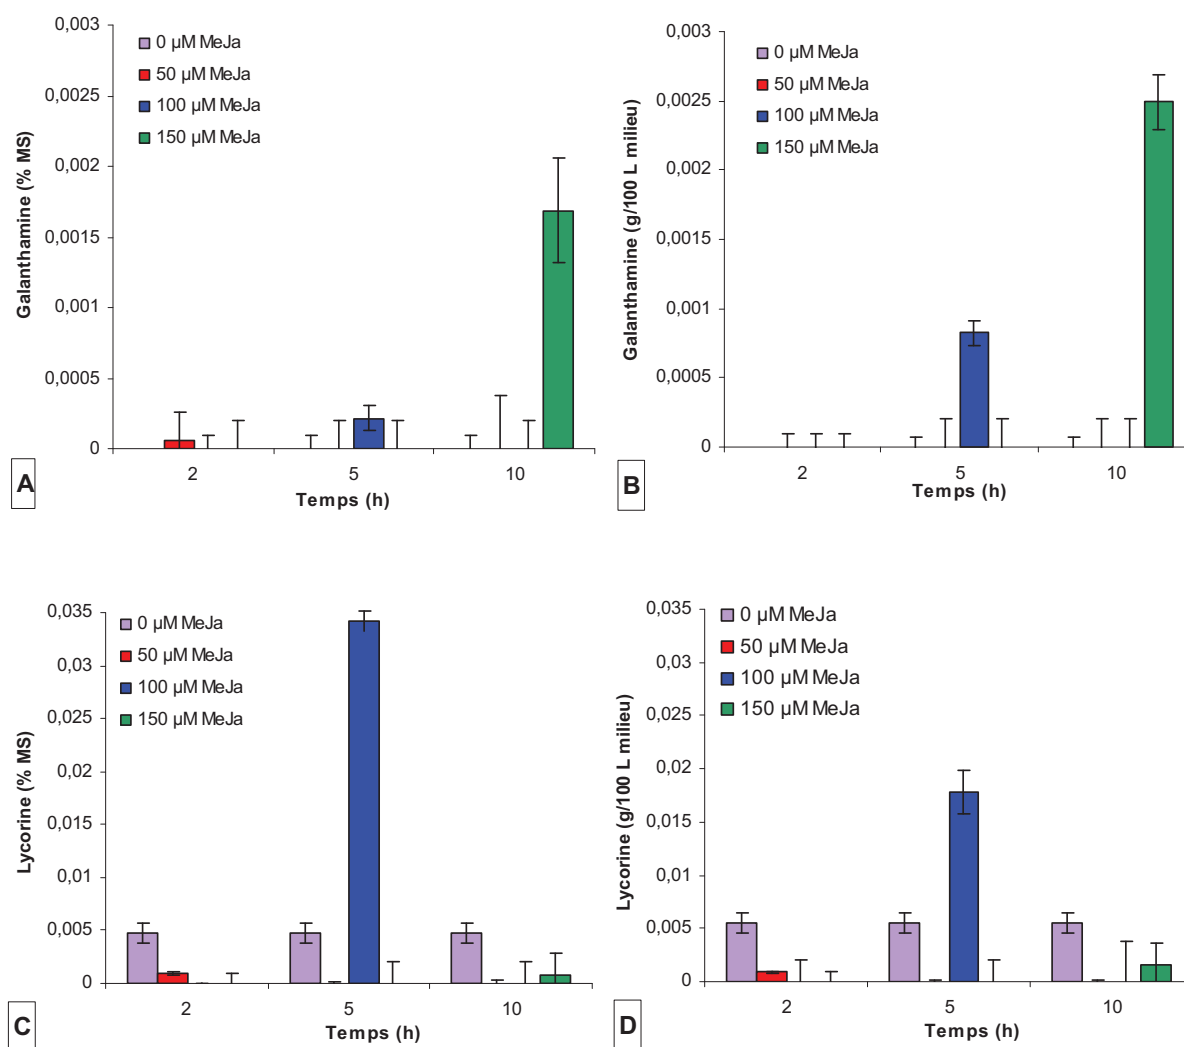 0,003
0,0025
0,002
0,0015
0,001
0,0005
0
Galanthamine (% MS)
0 µM MeJa
50 µM MeJa
100 µM MeJa
150 µM MeJa
2
5
10
Temps (h)
A
0,003
0,0025
0,002
0,0015
0,001
0,0005
0
Galanthamine (g/100 L milieu)
0 µM MeJa
50 µM MeJa
100 µM MeJa
150 µM MeJa
2
5
10
Temps (h)
B
0,035
0,03
0,025
0,02
0,015
0,01
0,005
0
Lycorine (% MS)
0 µM MeJa
50 µM MeJa
100 µM MeJa
150 µM MeJa
2
5
10
Temps (h)
C
0,035
0,03
0,025
0,02
0,015
0,01
0,005
0
Lycorine (g/100 L milieu)
0 µM MeJa
50 µM MeJa
100 µM MeJa
150 µM MeJa
2
5
10
Temps (h)
D